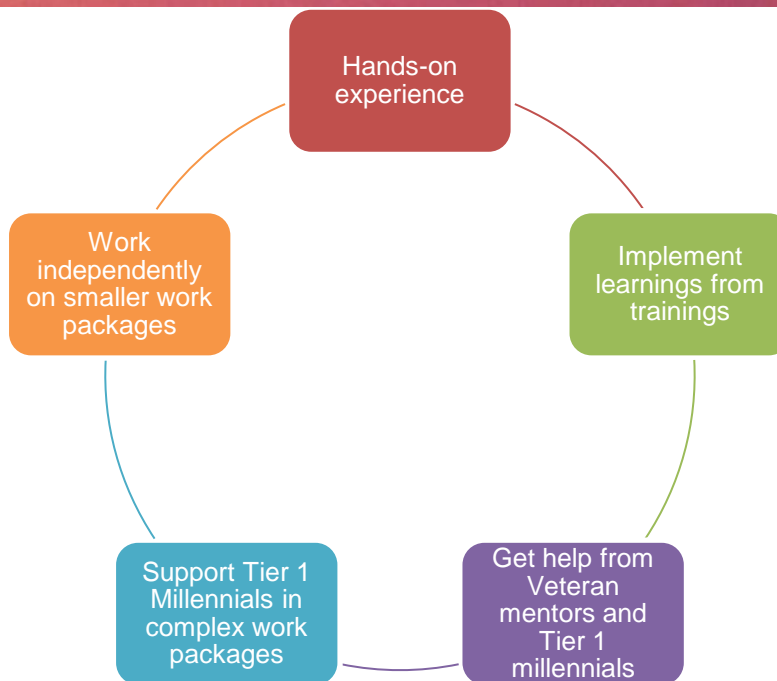 Hands-on
experience
Implement
learnings from
trainings
Get help from
Veteran
mentors and
Tier 1
millennials
Support Tier 1
Millennials in
complex work
packages
Work
independently
on smaller work
packages